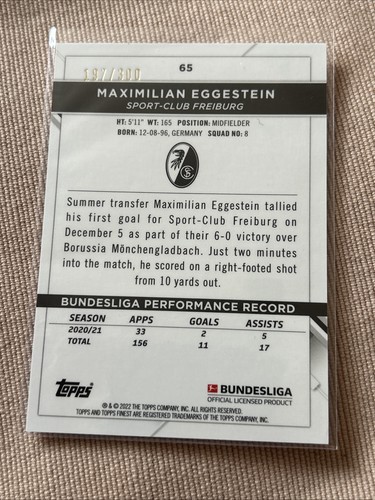 65
197/300
MAXIMILIAN EGGESTEIN
SPORT-CLUB FREIBURG
HT: 5'11" WT: 165 POSITION: MIDFIELDER
BORN: 12-08-96, GERMANY SQUAD NO: 8
Summer transfer Maximilian Eggestein tallied
his first goal for Sport-Club Freiburg on
December 5 as part of their 6-0 victory over
Borussia Mönchengladbach. Just two minutes
into the match, he scored on a right-footed shot
from 10 yards out.
BUNDESLIGA PERFORMANCE RECORD
SEASON APPS GOALS ASSISTS
2020/21 33 2 5
TOTAL 156 11 17
topps
BUNDESLIGA
OFFICIAL LICENSED PRODUCT
® & © 2022 THE TOPPS COMPANY, INC. ALL RIGHTS RESERVED.
TOPPS AND TOPPS FINEST ARE REGISTERED TRADEMARKS OF THE TOPPS COMPANY, INC.